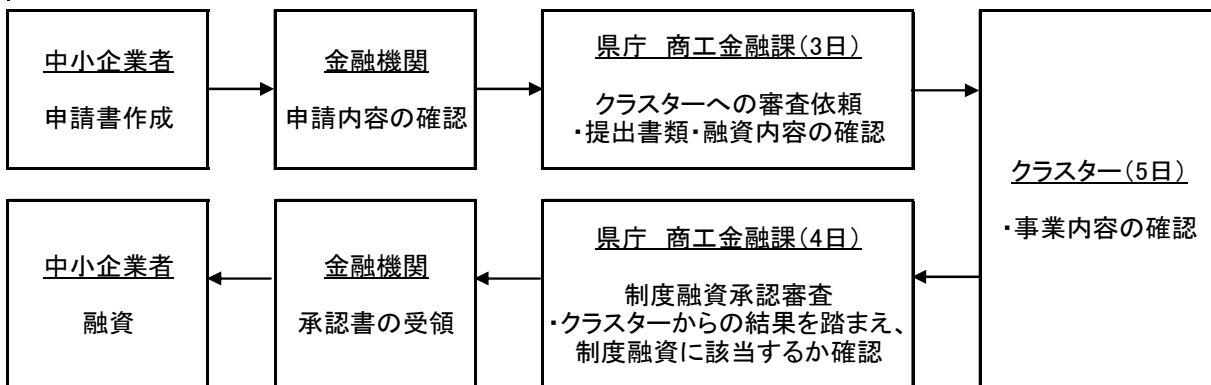 中小企業者
申請書作成
金融機関
申請内容の確認
県庁　商工金融課(3日)
クラスターへの審査依頼
・提出書類・融資内容の確認
クラスター(5日)
・事業内容の確認
県庁　商工金融課(4日)
制度融資承認審査
・クラスターからの結果を踏まえ、
制度融資に該当するか確認
金融機関
承認書の受領
中小企業者
融資